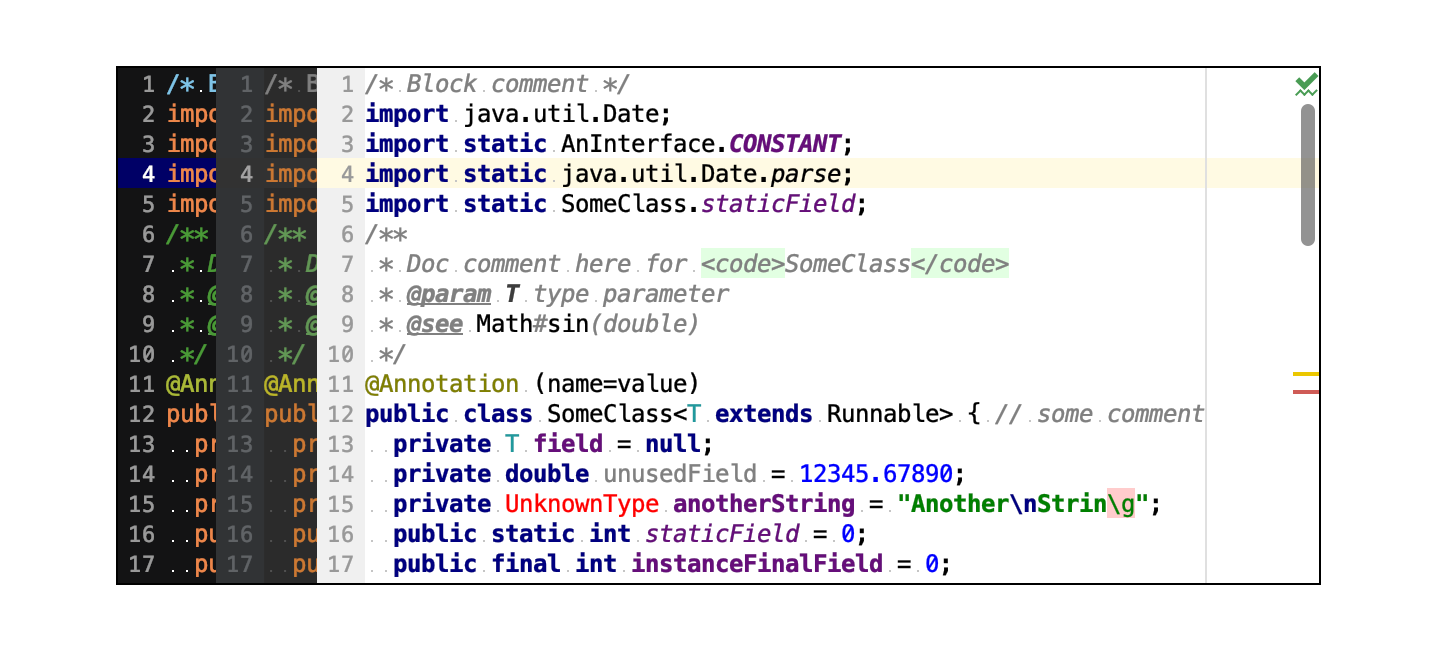 1 /* B 1 /* B 1 /* Block comment */
2 impo 2 impo 2 import java.util.Date;
3 impo 3 impo 3 import static AnInterface.CONSTANT;
4 impo 4 impo 4 import static java.util.Date.parse;
5 impo 5 impo 5 import static SomeClass.staticField;
6 /** 6 /** 6 /**
7 * D 7 * D 7 * Doc comment here for <code>SomeClass</code>
8 * @ 8 * @ 8 * @param T type parameter
9 * @ 9 * @ 9 * @see Math#sin(double)
10 */ 10 */ 10 */
11 @Ann 11 @Ann 11 @Annotation (name=value)
12 publ 12 publ 12 public class SomeClass<T extends Runnable> { // some comment
13 pr 13 pr 13 private T field = null;
14 pr 14 pr 14 private double unusedField = 12345.67890;
15 pr 15 pr 15 private UnknownType anotherString = "Another\nStrin\g";
16 pu 16 pu 16 public static int staticField = 0;
17 pu 17 pu 17 public final int instanceFinalField = 0;